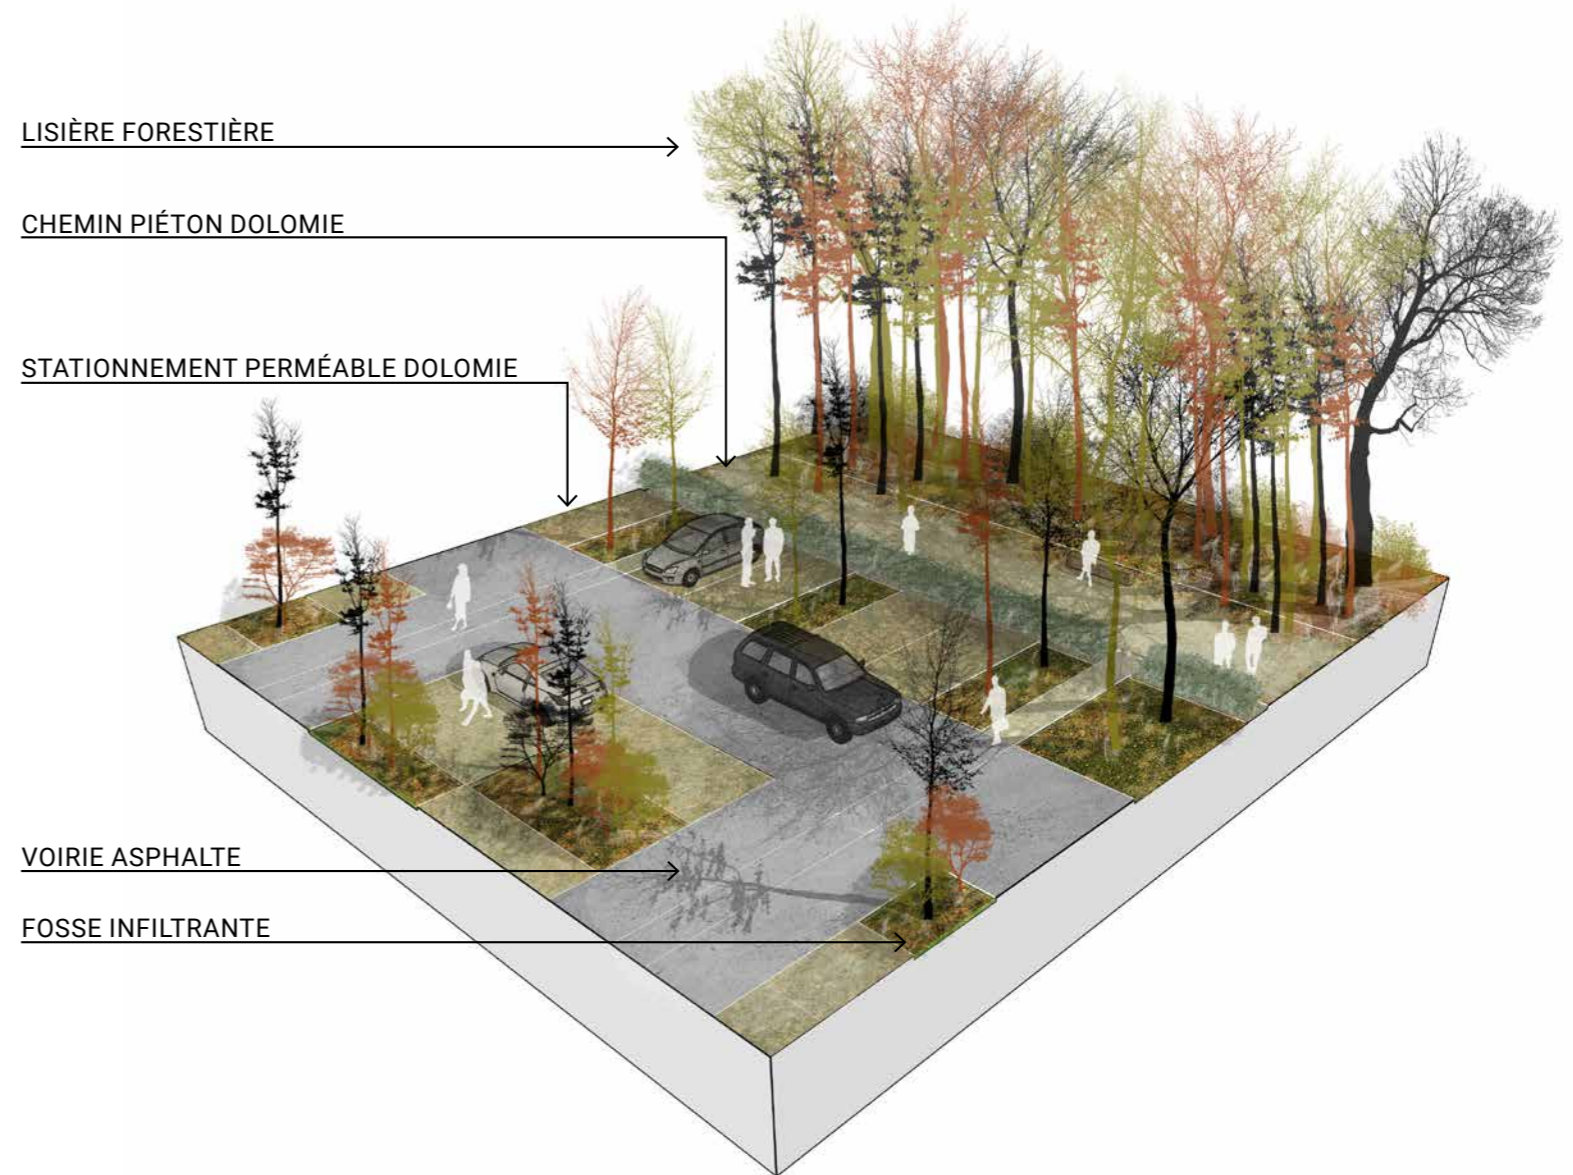 LISIÈRE FORESTIÈRE
CHEMIN PIÉTON DOLOMIE
STATIONNEMENT PERMÉABLE DOLOMIE
VOIRIE ASPHALTE
FOSSE INFILTRANTE